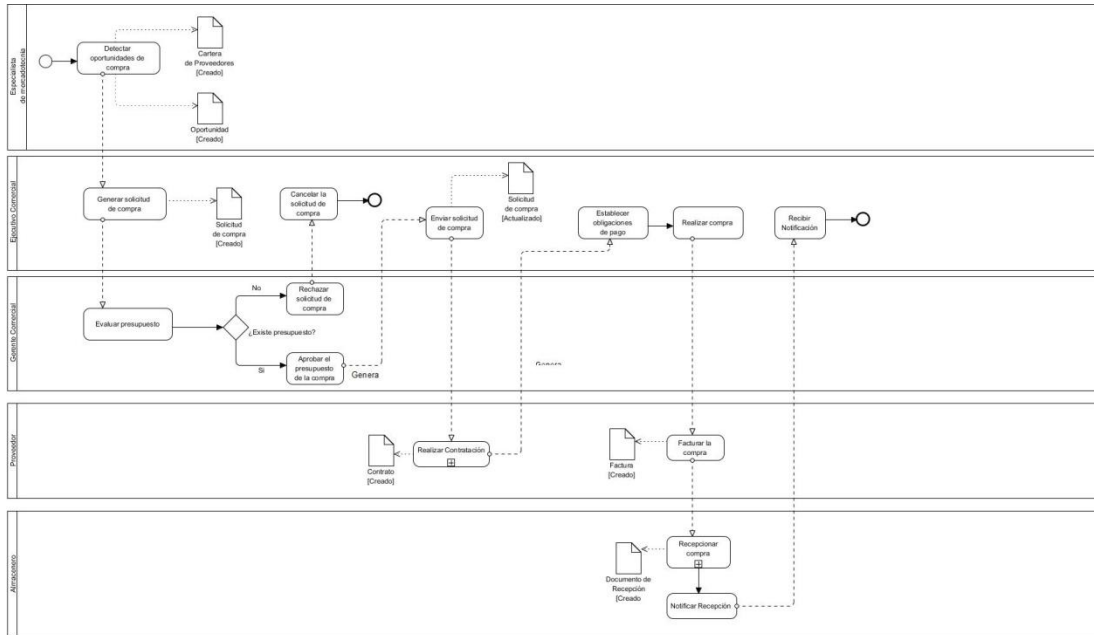 Especialista
de mercadotecnia
Detectar
oportunidades de
compra
Cartera
de Proveedores
[Creado]
Oportunidad
[Creado]
Ejecutivo Comercial
Generar solicitud
de compra
Solicitud
de compra
[Creado]
Cancelar la
solicitud de
compra
Enviar solicitud
de compra
Solicitud
de compra
[Actualizado]
Establecer
obligaciones
de pago
Realizar compra
Recibir
Notificación
Gerente Comercial
Evaluar presupuesto
No
Rechazar
solicitud de
compra
¿Existe presupuesto?
Si
Aprobar el
presupuesto
de la compra
Genera
Proveedor
Contrato
[Creado]
Realizar Contratación
Factura
[Creado]
Facturar la
compra
Almacenero
Documento de
Recepción
[Creado
Recepcionar
compra
Notificar Recepción